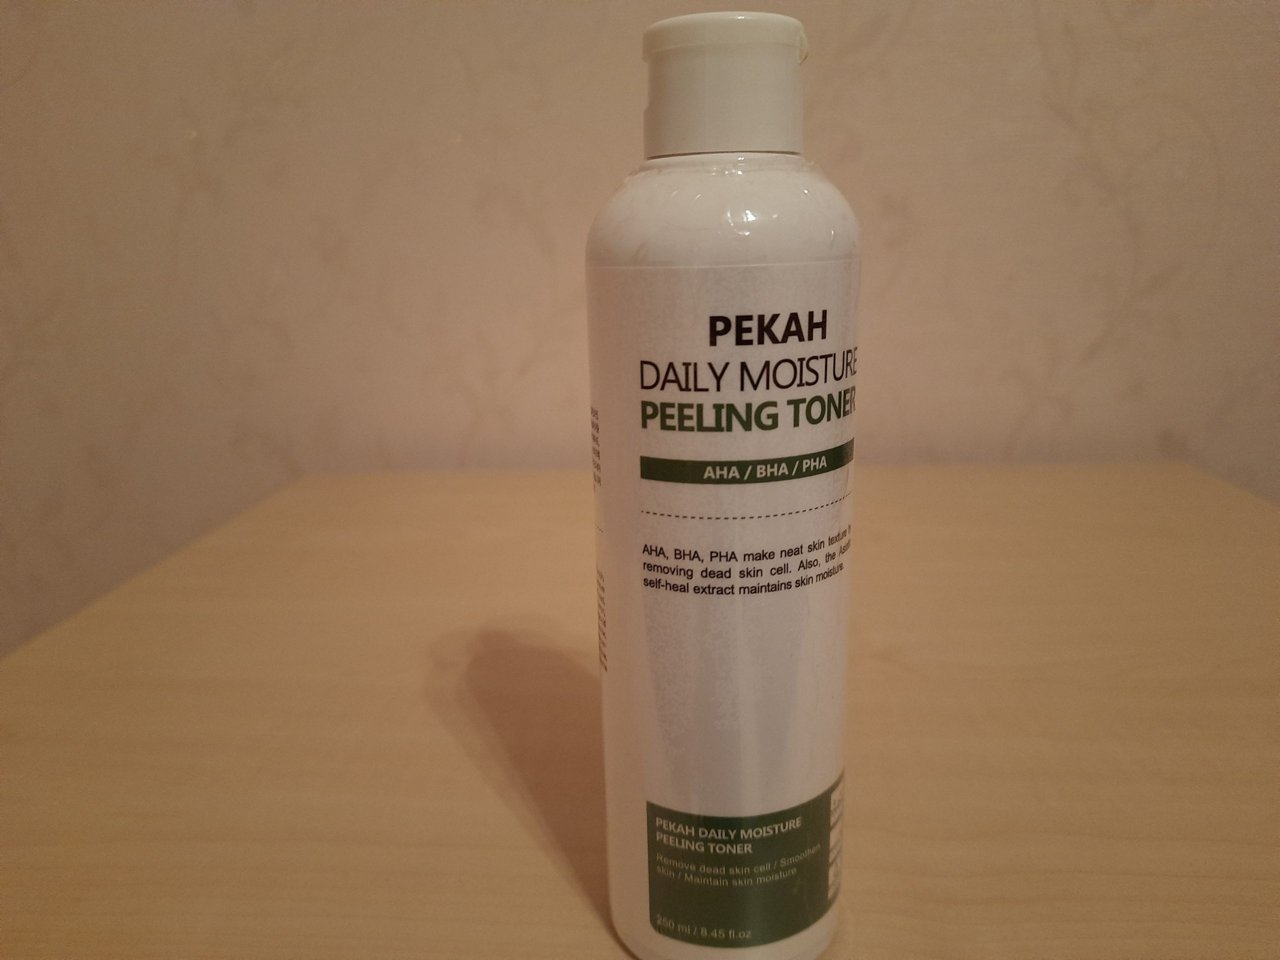 PEKAH
DAILY MOISTURE
PEELING TONER
AHA / BHA / PHA
AHA, BHA, PHA make neat skin texture
removing dead skin cell. Also, the
self-heal extract maintains skin moisture.
PEKAH DAILY MOISTURE
PEELING TONER
Remove dead skin cell / Smoothen
skin / Maintain skin moisture
250 ml / 8.45 fl.oz